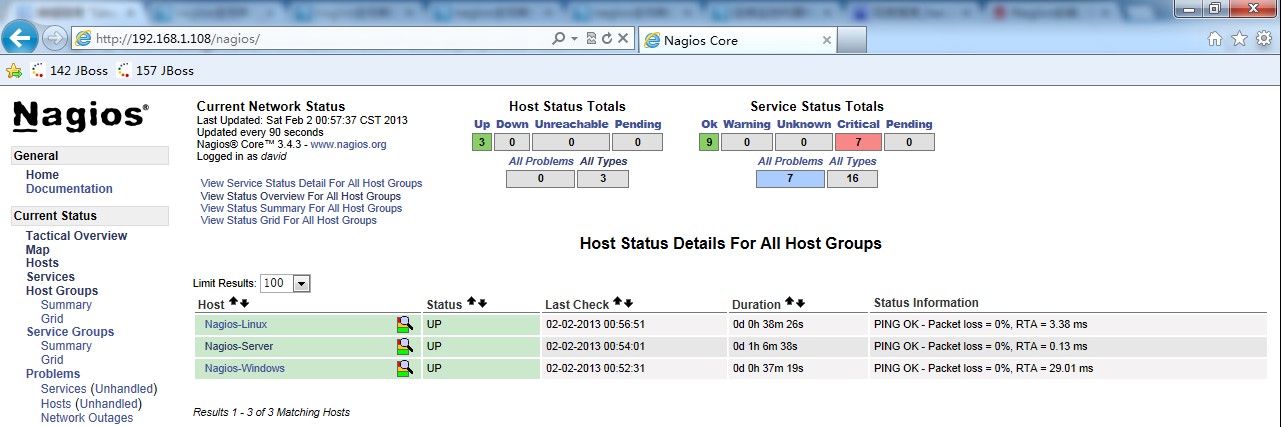 http://192.168.1.108/nagios/
Nagios Core
142 JBoss 157 JBoss
Nagios®
General
Home
Documentation
Current Status
Tactical Overview
Map
Hosts
Services
Host Groups
Summary
Grid
Service Groups
Summary
Grid
Problems
Services (Unhandled)
Hosts (Unhandled)
Network Outages
Current Network Status
Last Updated: Sat Feb 2 00:57:37 CST 2013
Updated every 90 seconds
Nagios® Core™ 3.4.3 - www.nagios.org
Logged in as david
View Service Status Detail For All Host Groups
View Status Overview For All Host Groups
View Status Summary For All Host Groups
View Status Grid For All Host Groups
Host Status Totals
Up Down Unreachable Pending
3 0 0 0
All Problems All Types
0 3
Service Status Totals
Ok Warning Unknown Critical Pending
9 0 0 7 0
All Problems All Types
7 16
Host Status Details For All Host Groups
Limit Results: 100
Host Status Last Check Duration Status Information
Nagios-Linux UP 02-02-2013 00:56:51 0d 0h 38m 26s PING OK - Packet loss = 0%, RTA = 3.38 ms
Nagios-Server UP 02-02-2013 00:54:01 0d 1h 6m 38s PING OK - Packet loss = 0%, RTA = 0.13 ms
Nagios-Windows UP 02-02-2013 00:52:31 0d 0h 37m 19s PING OK - Packet loss = 0%, RTA = 29.01 ms
Results 1 - 3 of 3 Matching Hosts